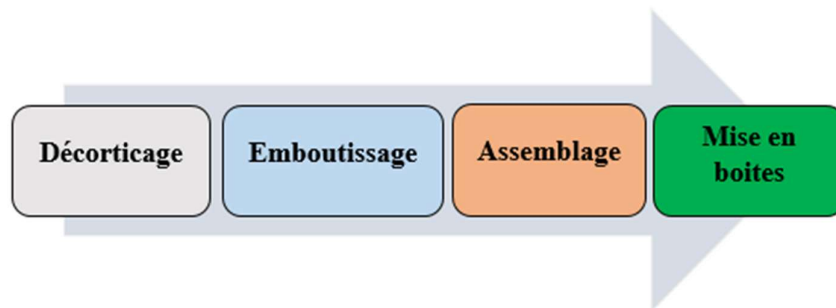 Décorticage
Emboutissage
Assemblage
Mise en
boites